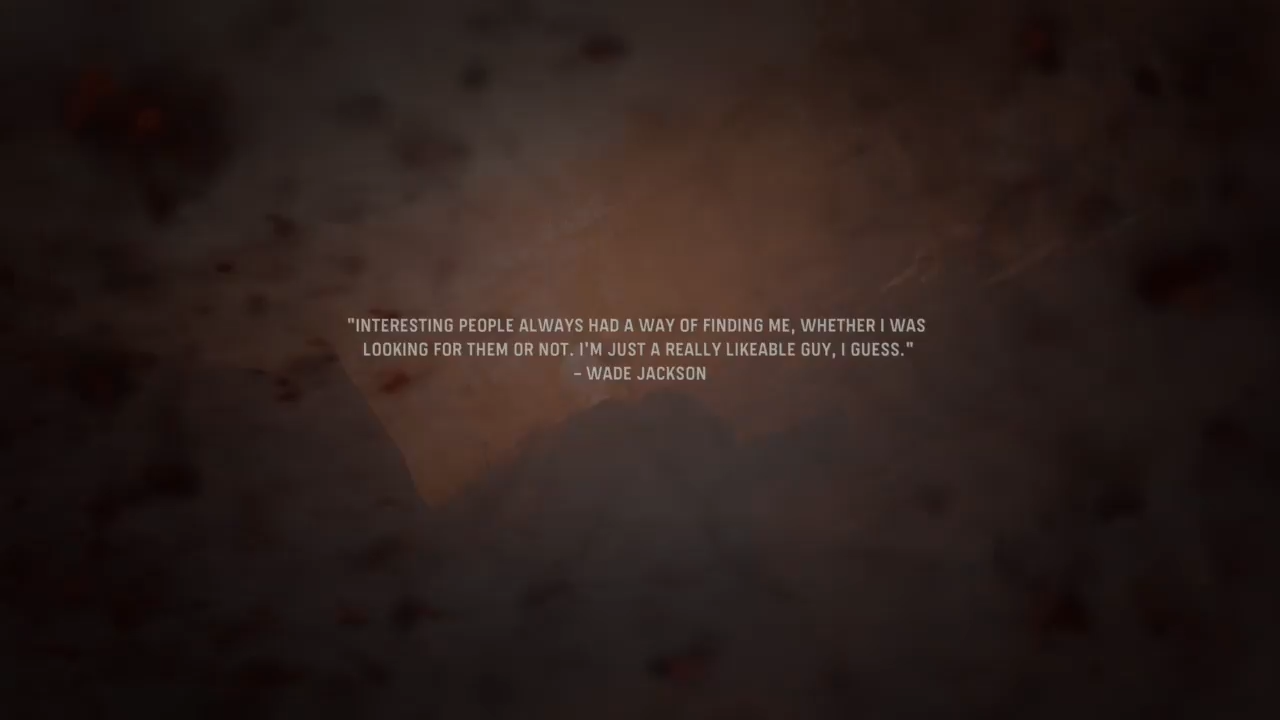 "INTERESTING PEOPLE ALWAYS HAD A WAY OF FINDING ME, WHETHER I WAS
LOOKING FOR THEM OR NOT. I'M JUST A REALLY LIKEABLE GUY, I GUESS."
- WADE JACKSON